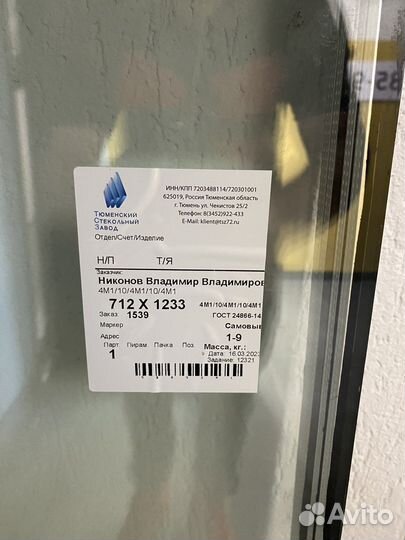 ИНН/КПП 7203488114/720301001
625019, Россия Тюменская область
г. Тюмень ул. Чекистов 25/2
Телефон: 8(3452)922-433
E-Mail: klient@tsz72.ru
Тюменский
Стекольный
Завод
Отдел/Счет/Изделие
Н/П Т/Я
Заказчик:
Никонов Владимир Владимиров
4М1/10/4М1/10/4М1
712 X 1233 4М1/10/4М1/10/4М1
Заказ 1539 ГОСТ 24866-14
Маркер Самовыв
Адрес 1-9
Парт Пирам. Пачка Поз. Масса, кг.:
1 » Дата: 16.03.202
Задание: 12321
Avito